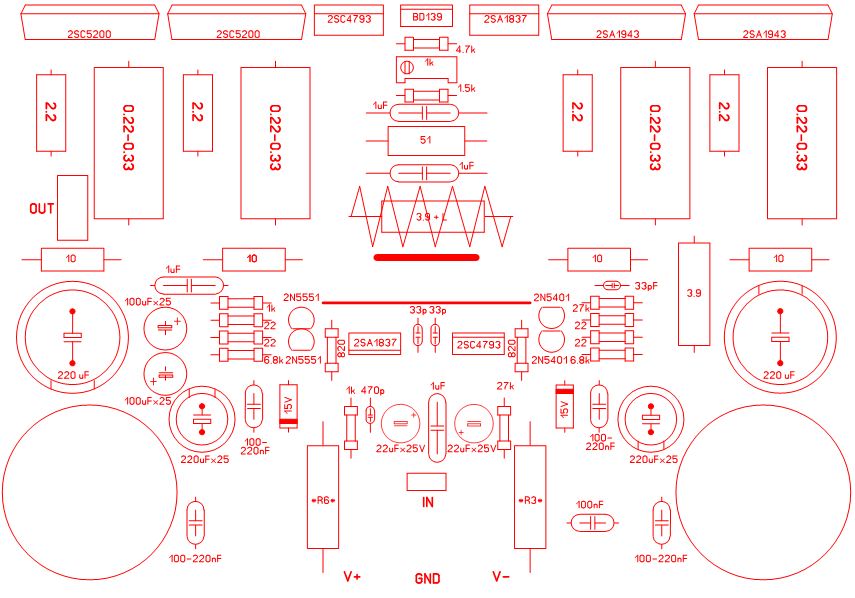 2SC5200
2SC5200
2SC4793
BD139
2SA1837
2SA1943
2SA1943
4.7k
1k
1.5k
1uF
51
1uF
3.9 + L
2.2
0.22-0.33
2.2
0.22-0.33
2.2
0.22-0.33
2.2
0.22-0.33
OUT
10
10
10
3.9
10
1uF
33pF
100uF×25
2N5551
33p
33p
2N5401
1k
27k
22
22
22
22
6.8k
2N5551
820
2SA1837
2SC4793
820
2N5401
6.8k
220 uF
220 uF
100uF×25
15V
1k
470p
1uF
27k
15V
220uF×25
100-
220nF
22uF×25V
22uF×25V
100-
220nF
220uF×25
*R6*
IN
*R3*
100nF
100-220nF
100-220nF
V+
GND
V-